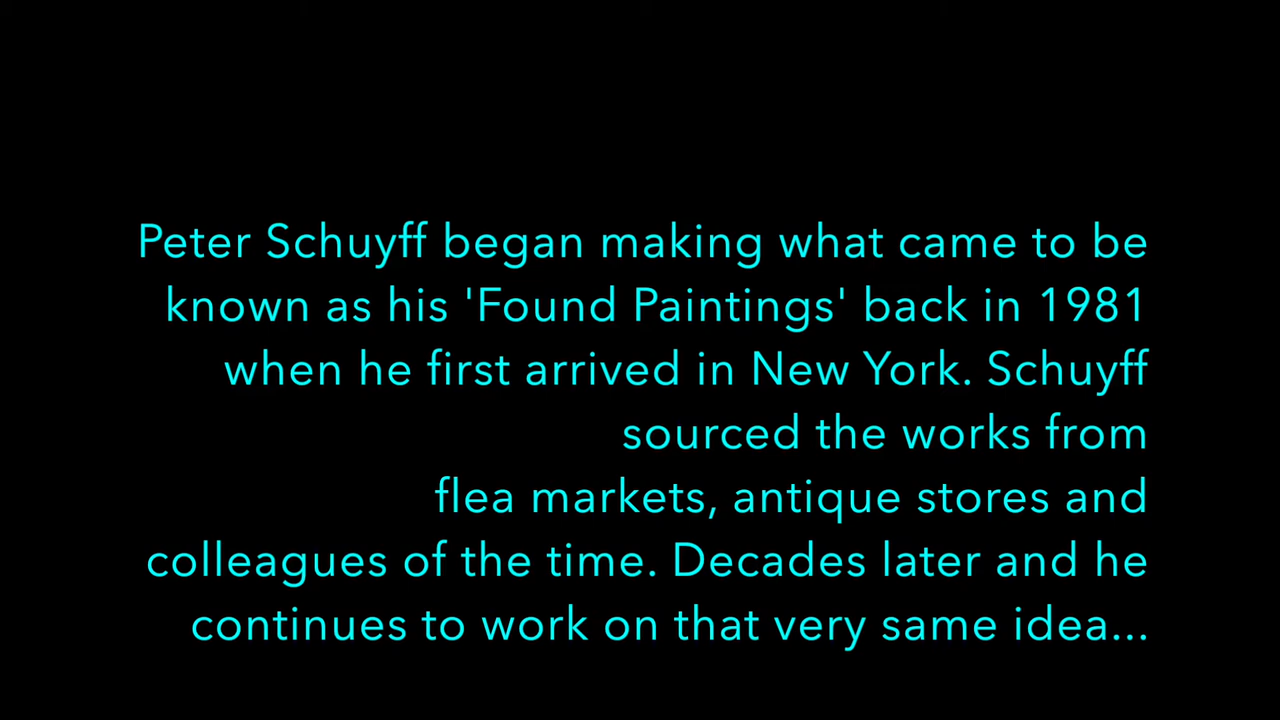 Peter Schuyff began making what came to be
known as his 'Found Paintings' back in 1981
when he first arrived in New York. Schuyff
sourced the works from
flea markets, antique stores and
colleagues of the time. Decades later and he
continues to work on that very same idea...